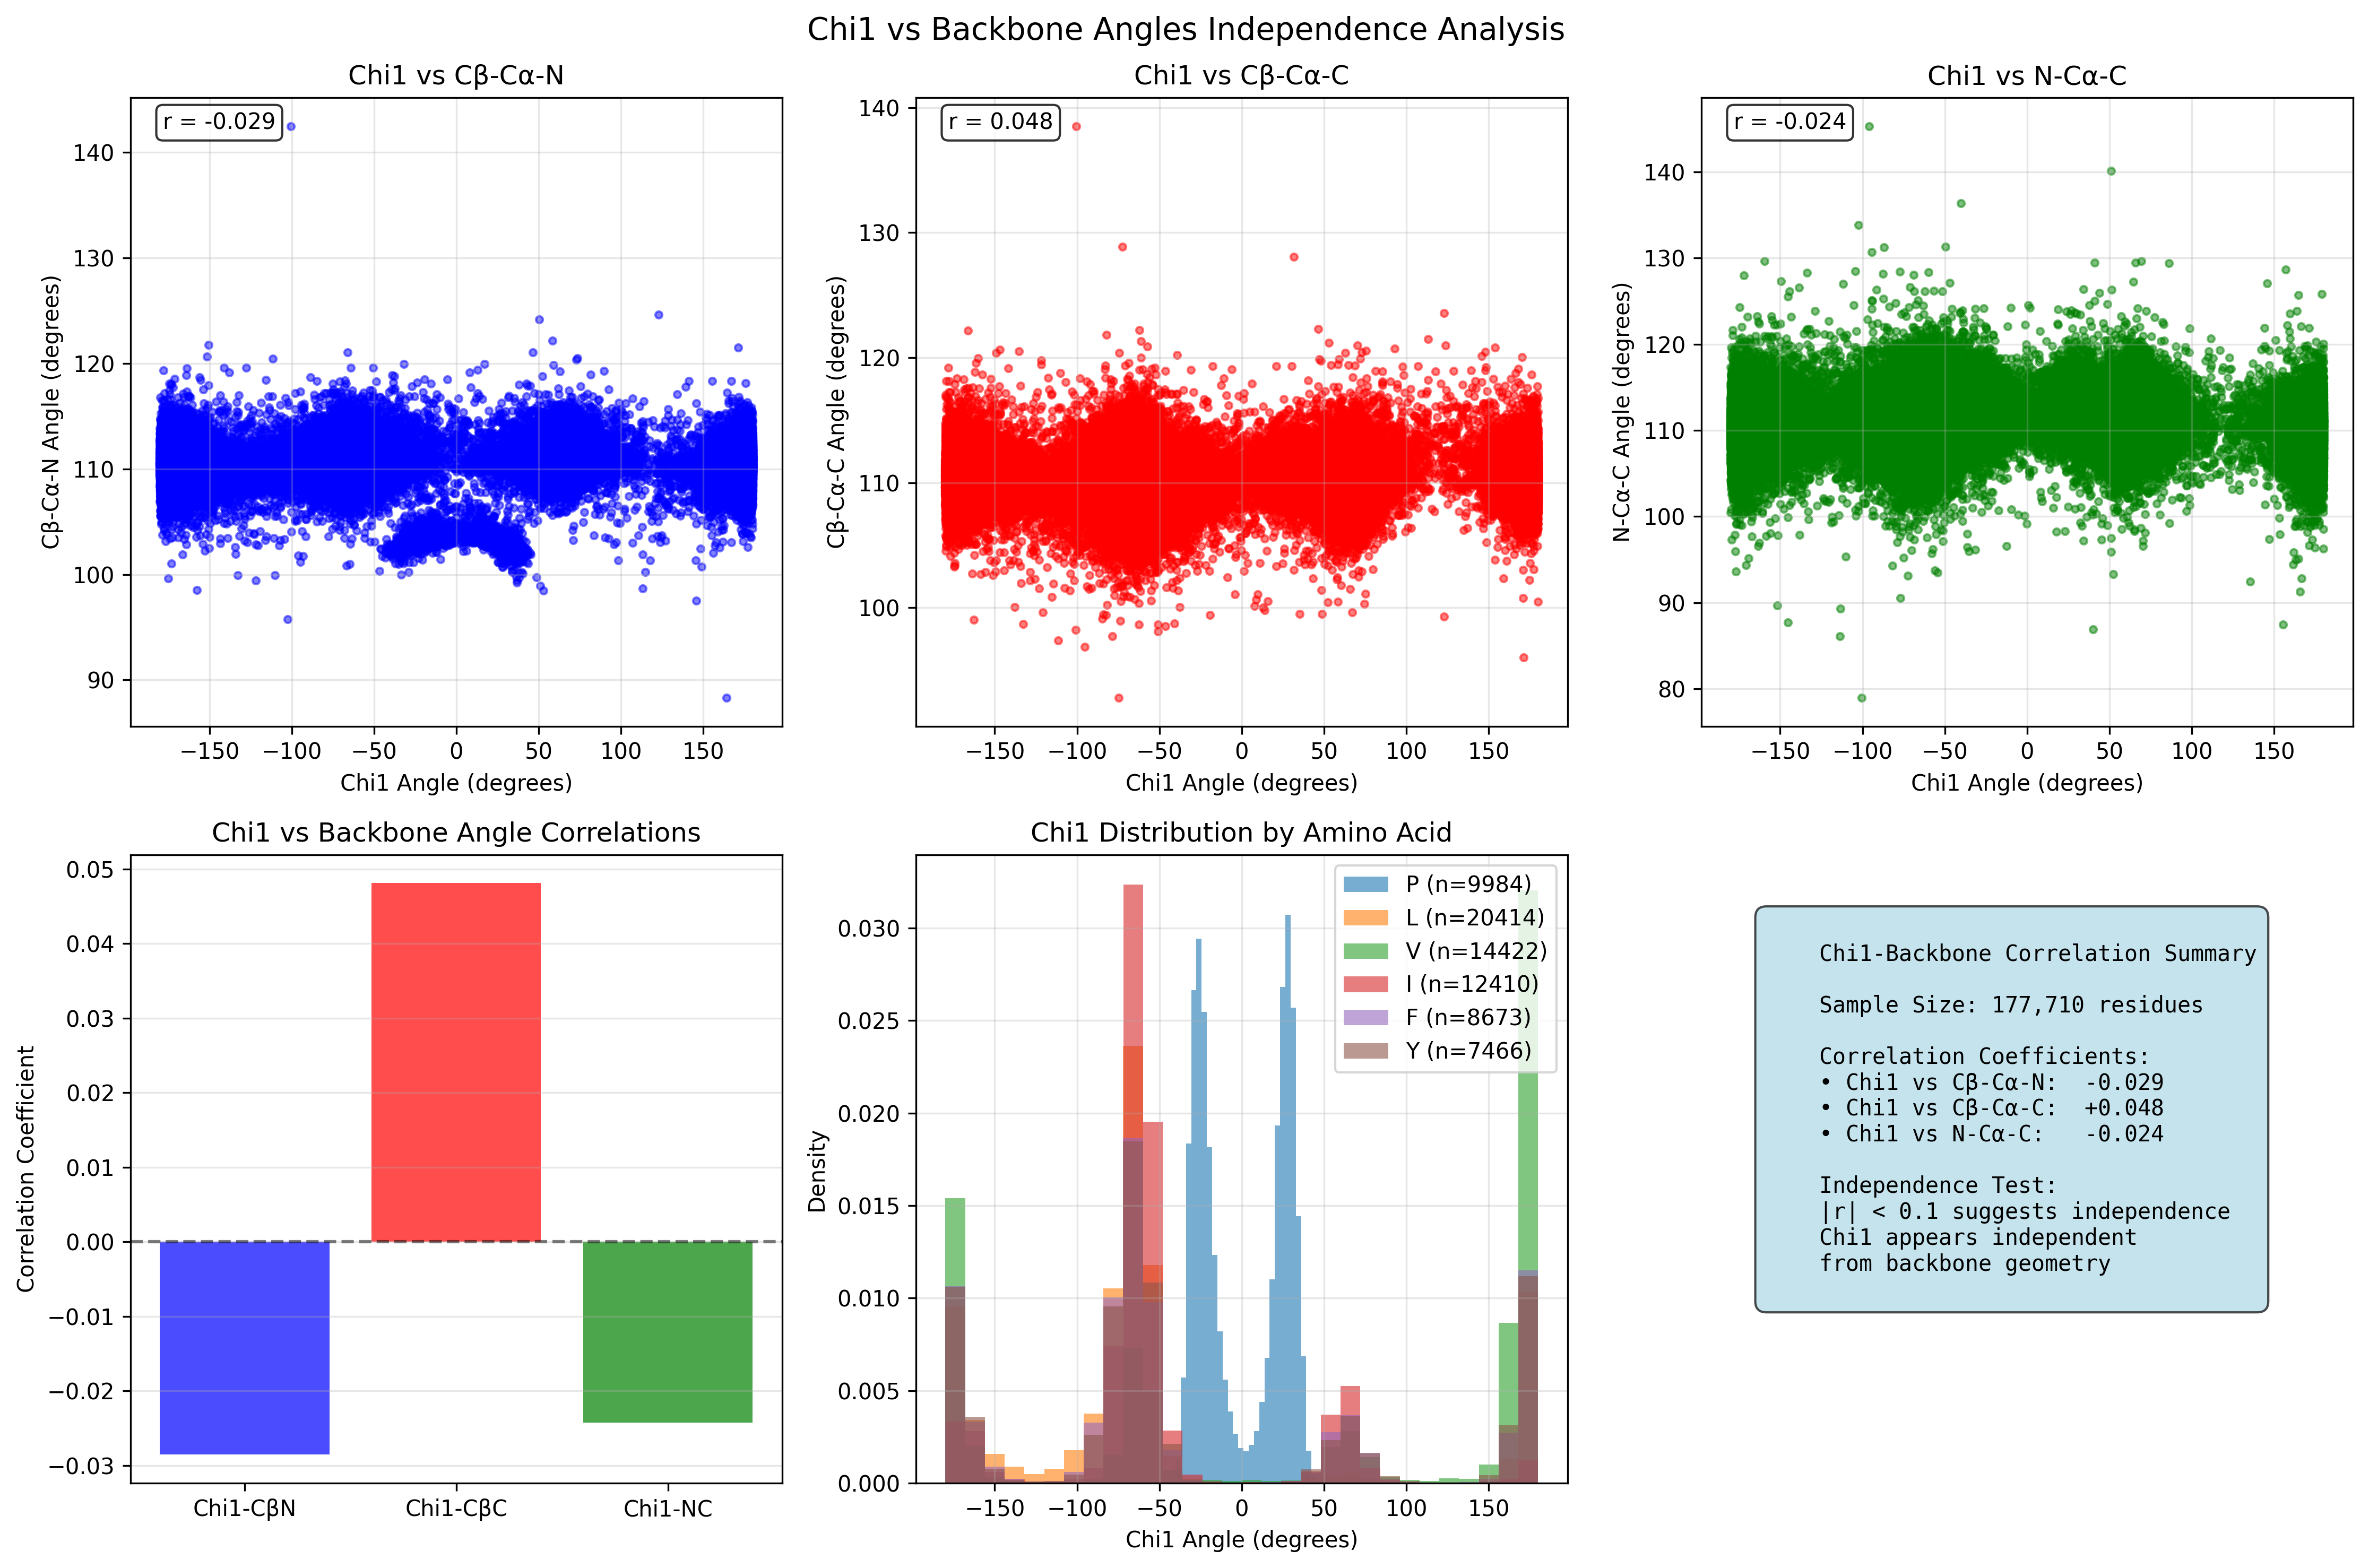 Chi1 vs Backbone Angles Independence Analysis
Chi1 vs Cβ-Cα-N
r = -0.029
Cβ-Cα-N Angle (degrees)
140
130
120
110
100
90
−150 −100 −50 0 50 100 150
Chi1 Angle (degrees)
Chi1 vs Cβ-Cα-C
r = 0.048
Cβ-Cα-C Angle (degrees)
140
130
120
110
100
−150 −100 −50 0 50 100 150
Chi1 Angle (degrees)
Chi1 vs N-Cα-C
r = -0.024
N-Cα-C Angle (degrees)
140
130
120
110
100
90
80
−150 −100 −50 0 50 100 150
Chi1 Angle (degrees)
Chi1 vs Backbone Angle Correlations
Correlation Coefficient
0.05
0.04
0.03
0.02
0.01
0.00
−0.01
−0.02
−0.03
Chi1-CβN Chi1-CβC Chi1-NC
Chi1 Distribution by Amino Acid
Density
0.030
0.025
0.020
0.015
0.010
0.005
0.000
P (n=9984)
L (n=20414)
V (n=14422)
I (n=12410)
F (n=8673)
Y (n=7466)
−150 −100 −50 0 50 100 150
Chi1 Angle (degrees)
Chi1-Backbone Correlation Summary
Sample Size: 177,710 residues
Correlation Coefficients:
• Chi1 vs Cβ-Cα-N: -0.029
• Chi1 vs Cβ-Cα-C: +0.048
• Chi1 vs N-Cα-C: -0.024
Independence Test:
|r| < 0.1 suggests independence
Chi1 appears independent
from backbone geometry